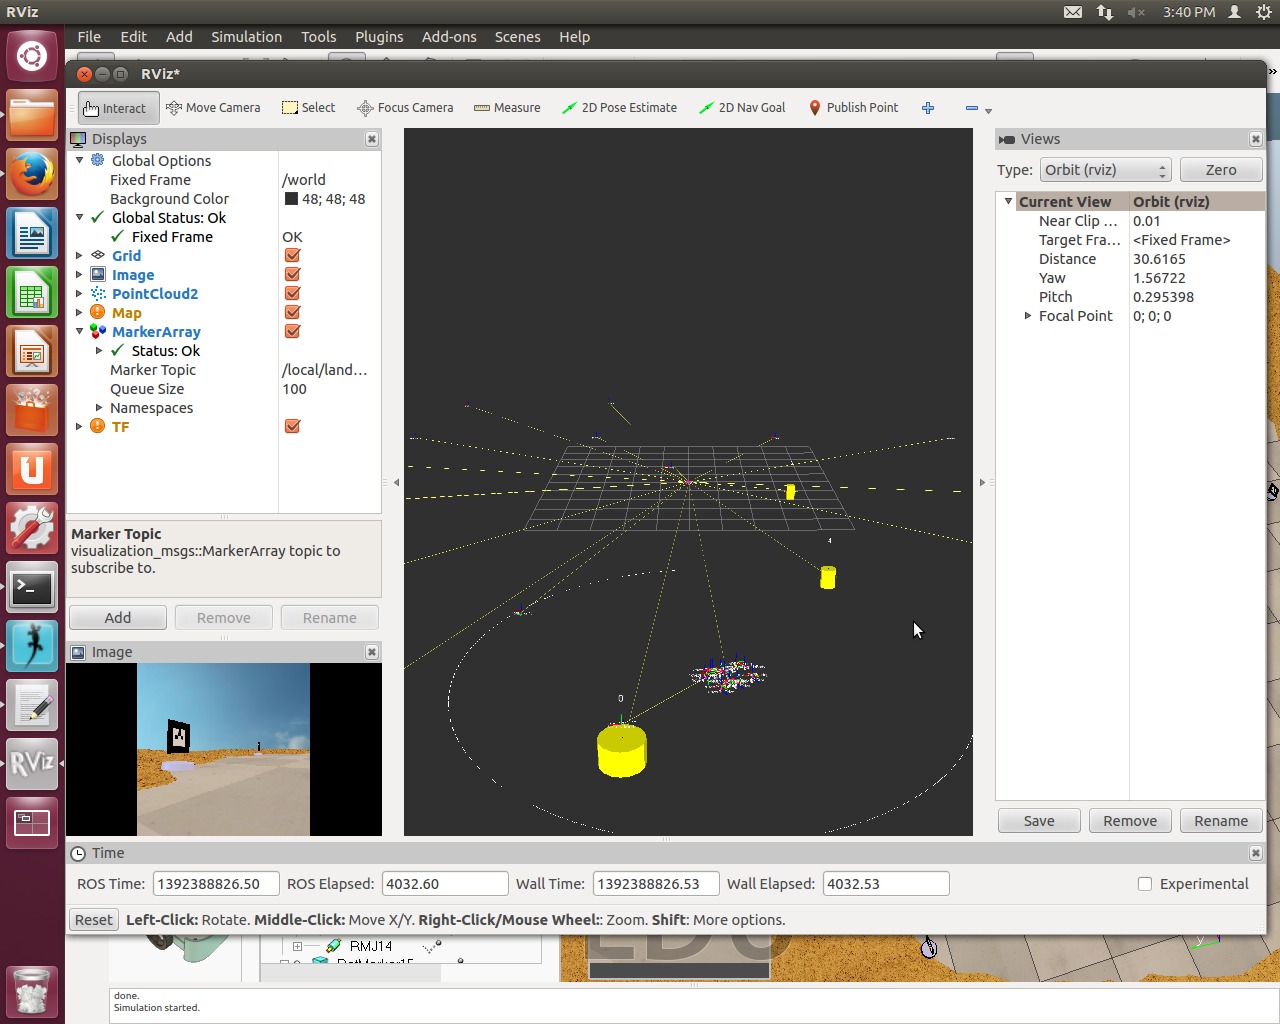 RViz
3:40 PM
File Edit Add Simulation Tools Plugins Add-ons Scenes Help
RViz*
Interact Move Camera Select Focus Camera Measure 2D Pose Estimate 2D Nav Goal Publish Point
Displays
Global Options
Fixed Frame /world
Background Color 48; 48; 48
Global Status: Ok
Fixed Frame OK
Grid
Image
PointCloud2
Map
MarkerArray
Status: Ok
Marker Topic /local/land...
Queue Size 100
Namespaces
TF
Marker Topic
visualization_msgs::MarkerArray topic to
subscribe to.
Add Remove Rename
Image
4
0
Views
Type: Orbit (rviz) Zero
Current View Orbit (rviz)
Near Clip ... 0.01
Target Fra... <Fixed Frame>
Distance 30.6165
Yaw 1.56722
Pitch 0.295398
Focal Point 0; 0; 0
Save Remove Rename
Time
ROS Time: 1392388826.50 ROS Elapsed: 4032.60 Wall Time: 1392388826.53 Wall Elapsed: 4032.53 Experimental
Reset Left-Click: Rotate. Middle-Click: Move X/Y. Right-Click/Mouse Wheel:: Zoom. Shift: More options.
RMJ14
RViz
done.
Simulation started.